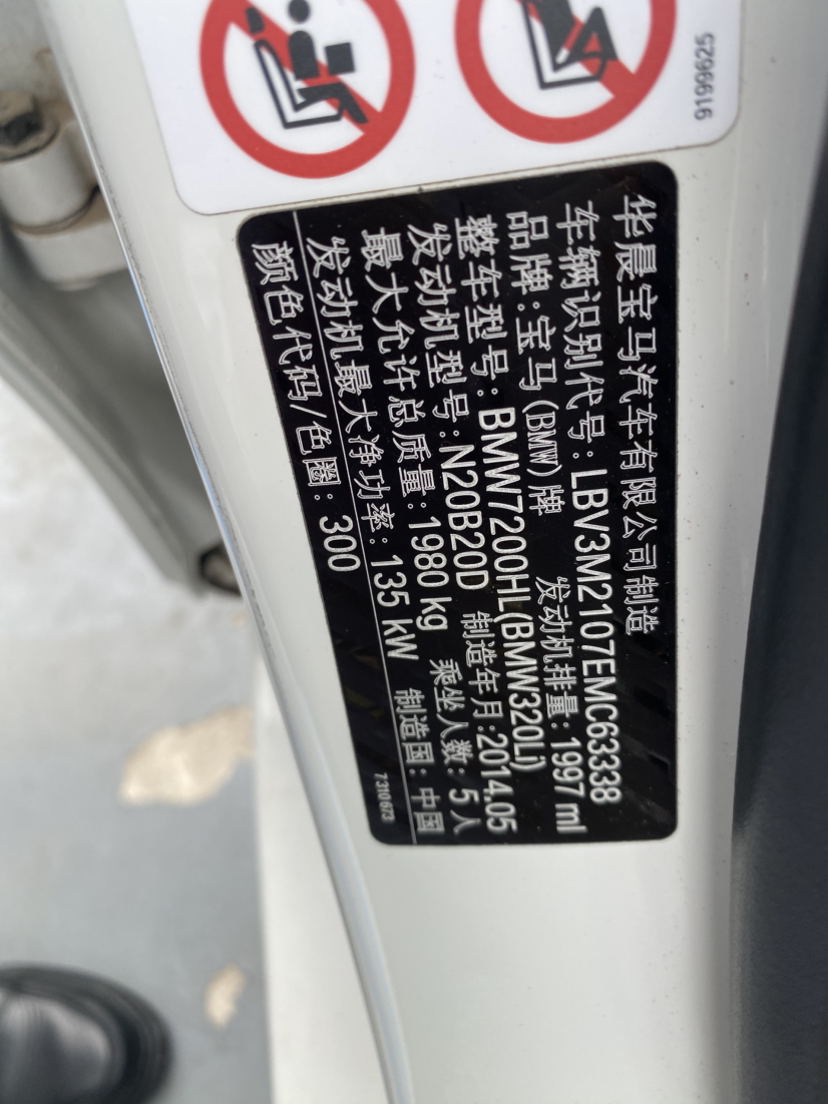 9199625
华晨宝马汽车有限公司制造
车辆识别代号: LBV3M2107EMC63338
品牌:宝马(BMW)牌 发动机排量: 1997 ml
整车型号: BMW7200HL(BMW320Li)
发动机型号:N20B20D 制造年月:2014.05
最大允许总质量: 1980 kg 乘坐人数: 5人
发动机最大净功率: 135 kW 制造国: 中国
颜色代码/色圈: 300
7310673